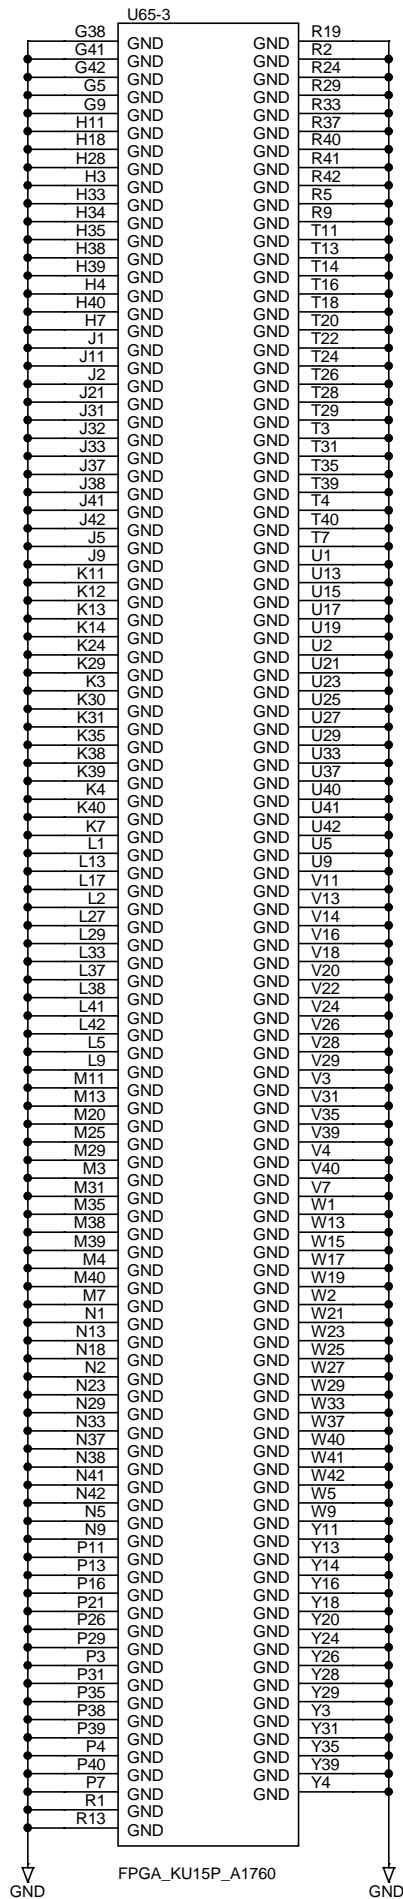 U65-3
G38 GND GND R19
G41 GND GND R2
G42 GND GND R24
G5 GND GND R29
G9 GND GND R33
H11 GND GND R37
H18 GND GND R40
H28 GND GND R41
H3 GND GND R42
H33 GND GND R5
H34 GND GND R9
H35 GND GND T11
H38 GND GND T13
H39 GND GND T14
H4 GND GND T16
H40 GND GND T18
H7 GND GND T20
J1 GND GND T22
J11 GND GND T24
J2 GND GND T26
J21 GND GND T28
J31 GND GND T29
J32 GND GND T3
J33 GND GND T31
J37 GND GND T35
J38 GND GND T39
J41 GND GND T4
J42 GND GND T40
J5 GND GND T7
J9 GND GND U1
K11 GND GND U13
K12 GND GND U15
K13 GND GND U17
K14 GND GND U19
K24 GND GND U2
K29 GND GND U21
K3 GND GND U23
K30 GND GND U25
K31 GND GND U27
K35 GND GND U29
K38 GND GND U33
K39 GND GND U37
K4 GND GND U40
K40 GND GND U41
K7 GND GND U42
L1 GND GND U5
L13 GND GND U9
L17 GND GND V11
L2 GND GND V13
L27 GND GND V14
L29 GND GND V16
L33 GND GND V18
L37 GND GND V20
L38 GND GND V22
L41 GND GND V24
L42 GND GND V26
L5 GND GND V28
L9 GND GND V29
M11 GND GND V3
M13 GND GND V31
M20 GND GND V35
M25 GND GND V39
M29 GND GND V4
M3 GND GND V40
M31 GND GND V7
M35 GND GND W1
M38 GND GND W13
M39 GND GND W15
M4 GND GND W17
M40 GND GND W19
M7 GND GND W2
N1 GND GND W21
N13 GND GND W23
N18 GND GND W25
N2 GND GND W27
N23 GND GND W29
N29 GND GND W33
N33 GND GND W37
N37 GND GND W40
N38 GND GND W41
N41 GND GND W42
N42 GND GND W5
N5 GND GND W9
N9 GND GND Y11
P11 GND GND Y13
P13 GND GND Y14
P16 GND GND Y16
P21 GND GND Y18
P26 GND GND Y20
P29 GND GND Y24
P3 GND GND Y26
P31 GND GND Y28
P35 GND GND Y29
P38 GND GND Y3
P39 GND GND Y31
P4 GND GND Y35
P40 GND GND Y39
P7 GND GND Y4
R1 GND
R13 GND
FPGA_KU15P_A1760
GND GND